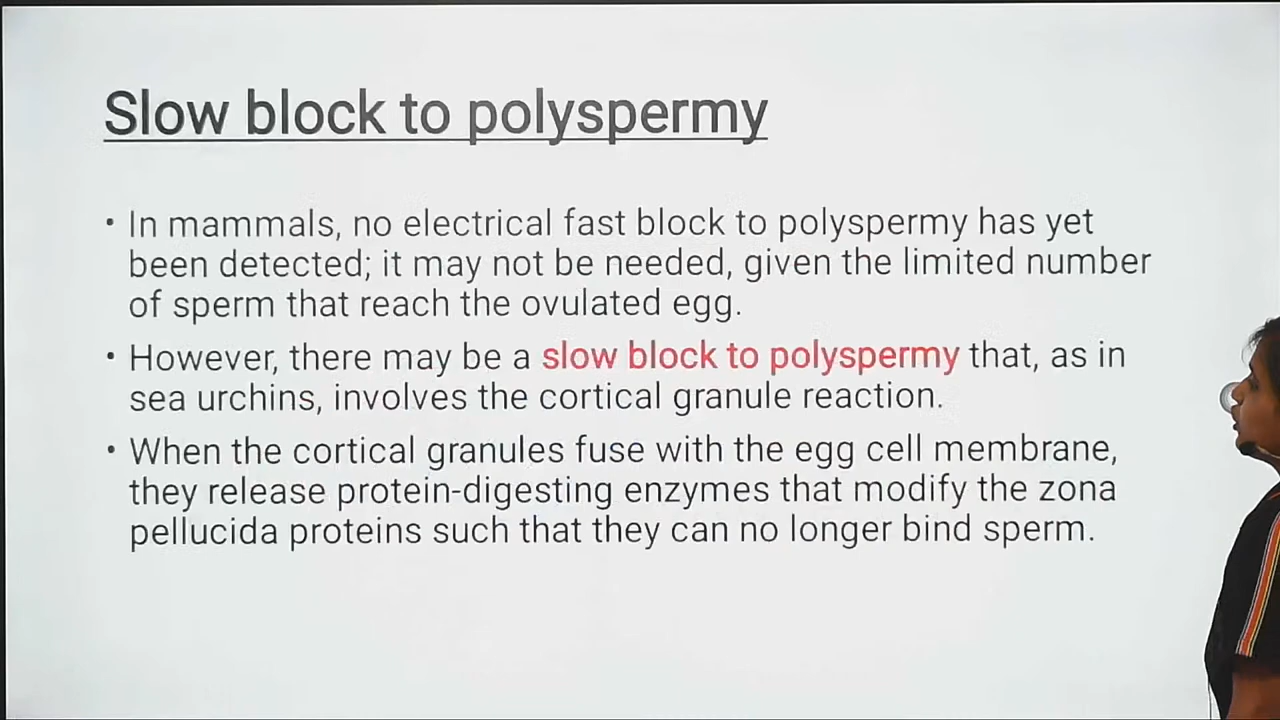 Slow block to polyspermy
• In mammals, no electrical fast block to polyspermy has yet
been detected; it may not be needed, given the limited number
of sperm that reach the ovulated egg.
• However, there may be a slow block to polyspermy that, as in
sea urchins, involves the cortical granule reaction.
• When the cortical granules fuse with the egg cell membrane,
they release protein-digesting enzymes that modify the zona
pellucida proteins such that they can no longer bind sperm.